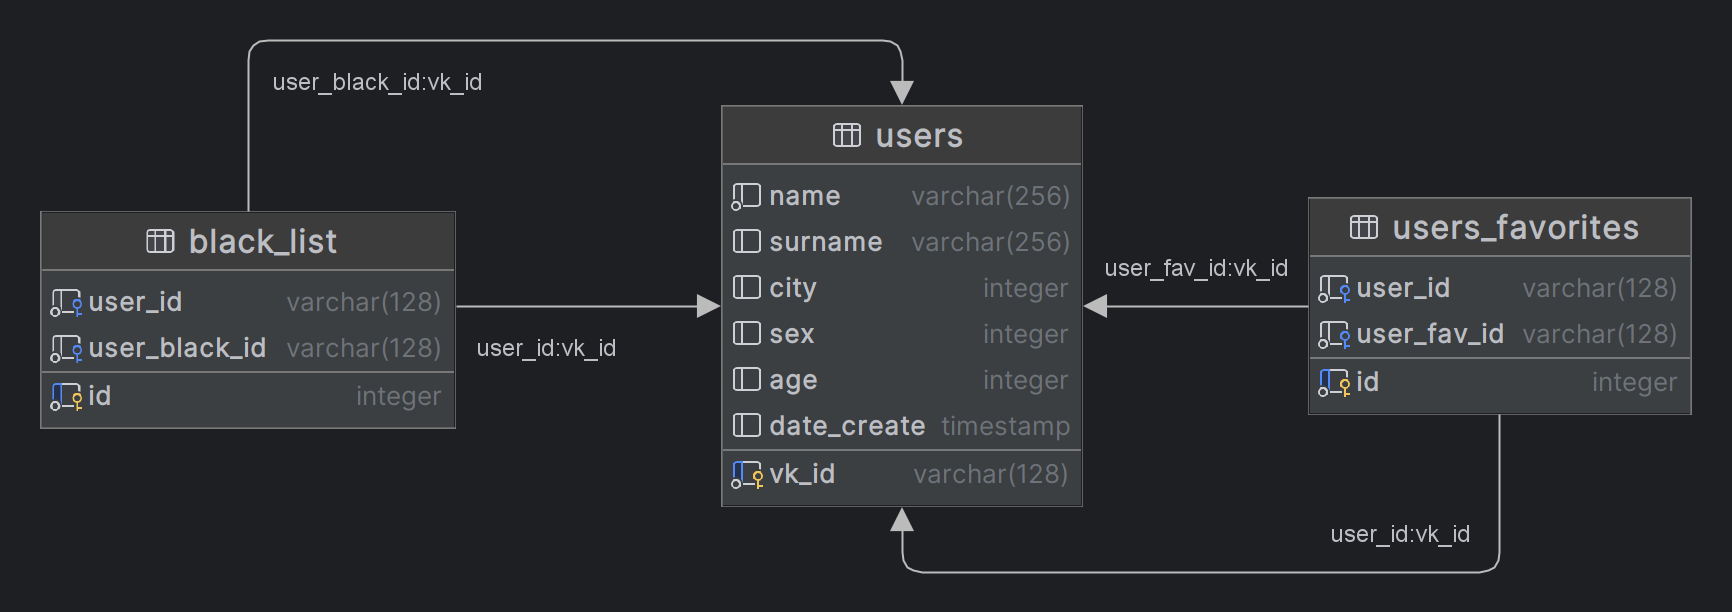 user_black_id:vk_id
black_list
user_id varchar(128)
user_black_id varchar(128)
id integer
user_id:vk_id
users
name varchar(256)
surname varchar(256)
city integer
sex integer
age integer
date_create timestamp
vk_id varchar(128)
user_fav_id:vk_id
users_favorites
user_id varchar(128)
user_fav_id varchar(128)
id integer
user_id:vk_id